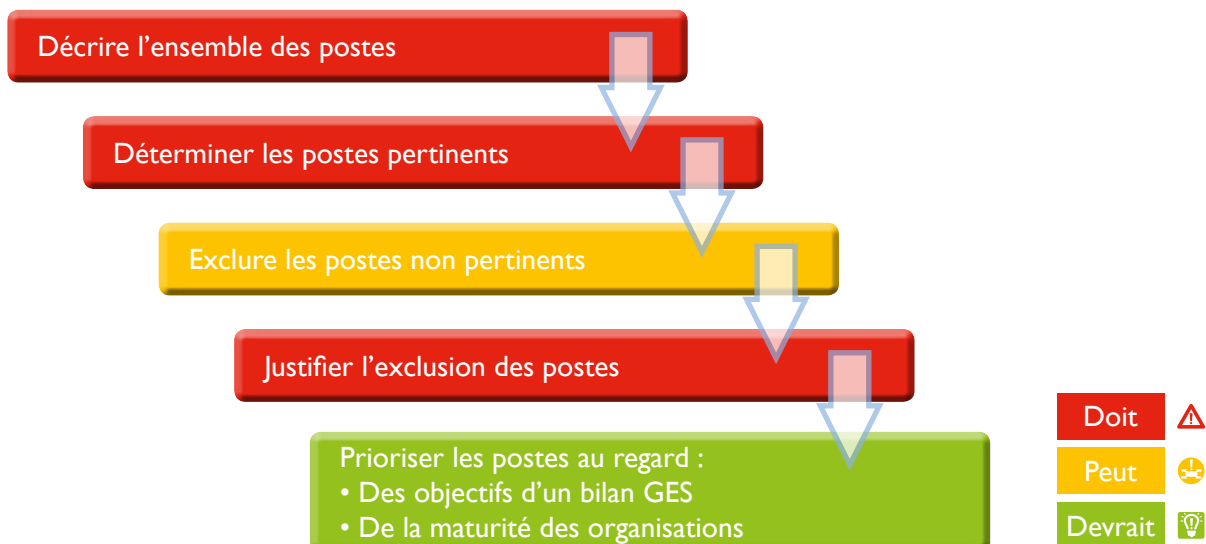 Décrire l’ensemble des postes
Déterminer les postes pertinents
Exclure les postes non pertinents
Justifier l’exclusion des postes
Prioriser les postes au regard :
• Des objectifs d’un bilan GES
• De la maturité des organisations
Doit
Peut
Devrait